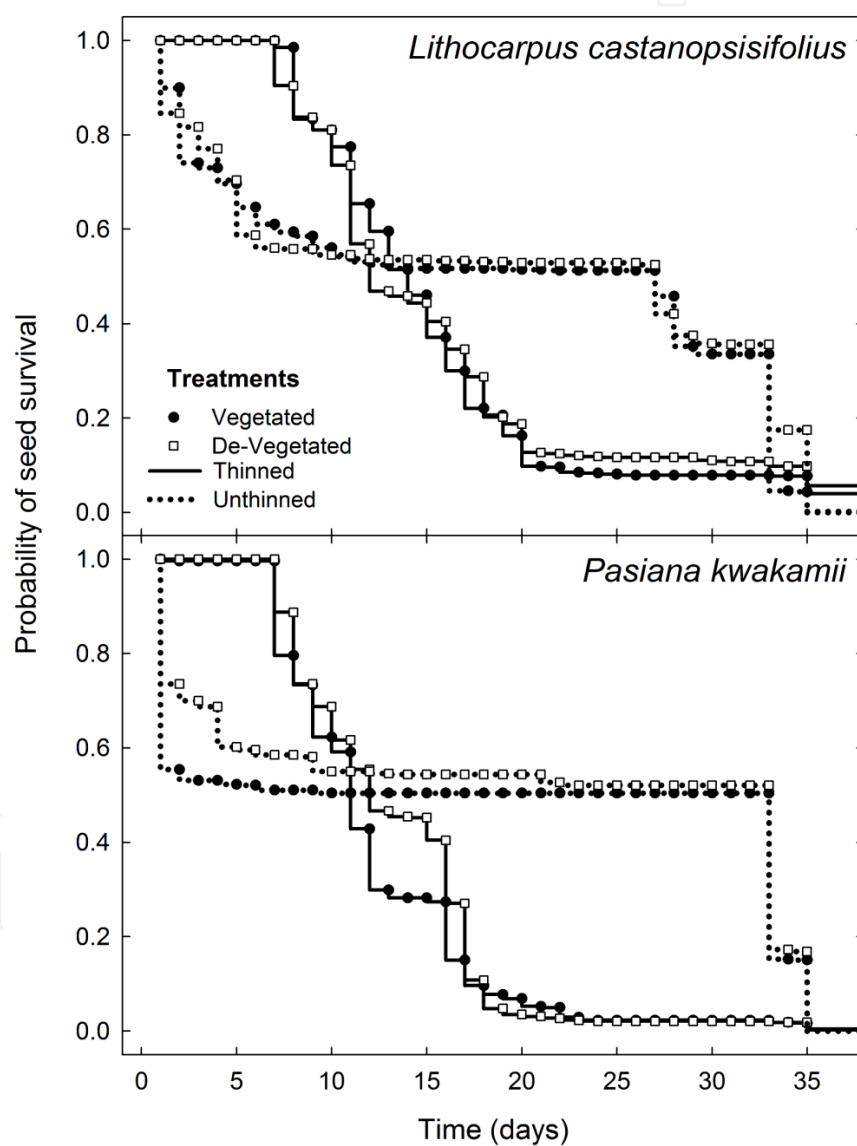 Lithocarpus castanopsisifolius
1.0
0.8
0.6
0.4
0.2
0.0
Treatments
Vegetated
De-Vegetated
Thinned
Unthinned
Probability of seed survival
Pasiana kwakamii
1.0
0.8
0.6
0.4
0.2
0.0
0 5 10 15 20 25 30 35
Time (days)